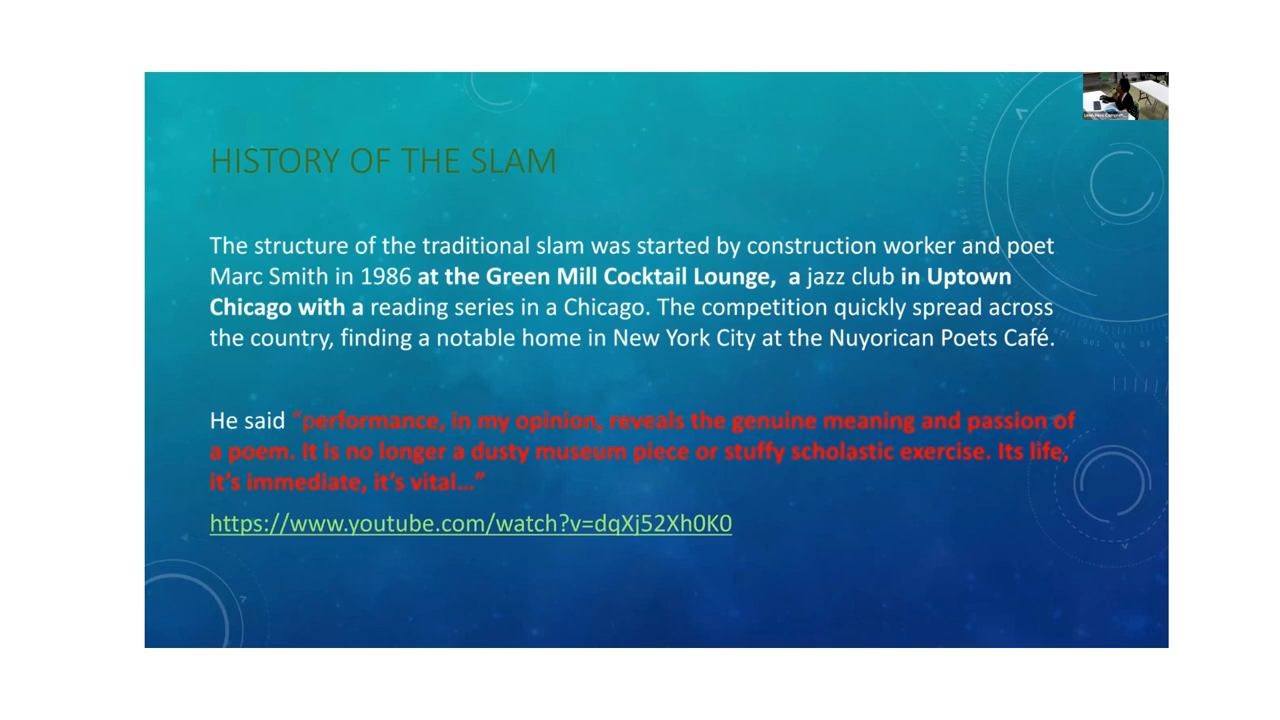 HISTORY OF THE SLAM
The structure of the traditional slam was started by construction worker and poet
Marc Smith in 1986 at the Green Mill Cocktail Lounge,  a jazz club in Uptown
Chicago with a reading series in a Chicago. The competition quickly spread across
the country, finding a notable home in New York City at the Nuyorican Poets Café.
He said “performance, in my opinion, reveals the genuine meaning and passion of
a poem. It is no longer a dusty museum piece or stuffy scholastic exercise. Its life,
it’s immediate, it’s vital…”
https://www.youtube.com/watch?v=dqXj52Xh0K0